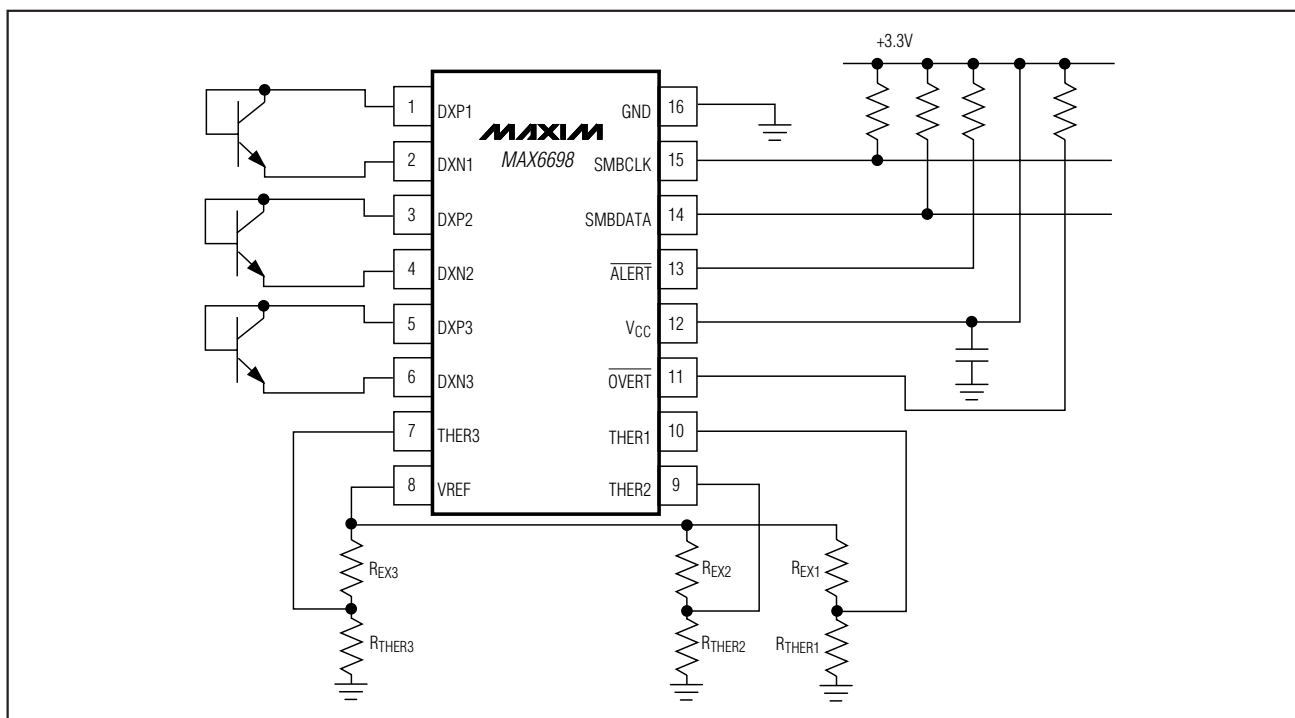 +3.3V
MAXIM
MAX6698
1 DXP1
2 DXN1
3 DXP2
4 DXN2
5 DXP3
6 DXN3
7 THER3
8 VREF
GND 16
SMBCLK 15
SMBDATA 14
ALERT 13
VCC 12
OVERT 11
THER1 10
THER2 9
REX3
REX2
REX1
RTHER3
RTHER2
RTHER1